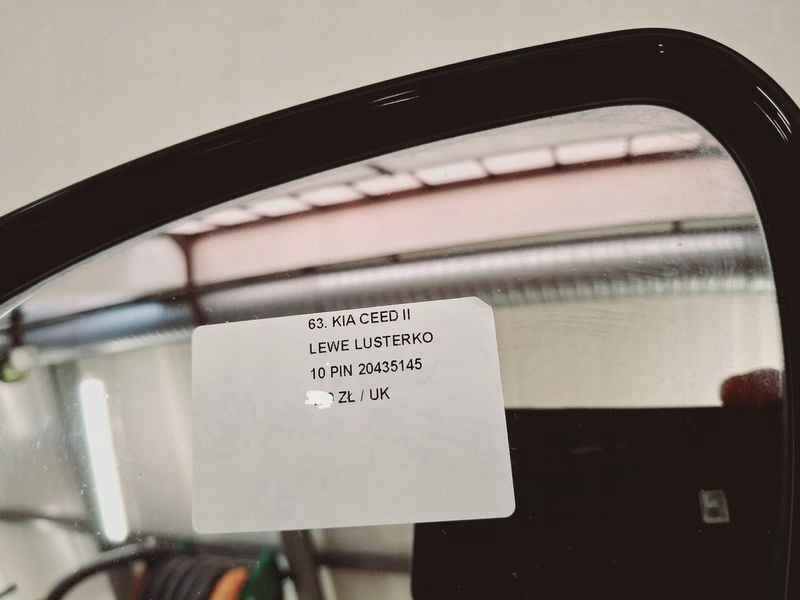 63. KIA CEED II
LEWE LUSTERKO
10 PIN 20435145
ZŁ / UK